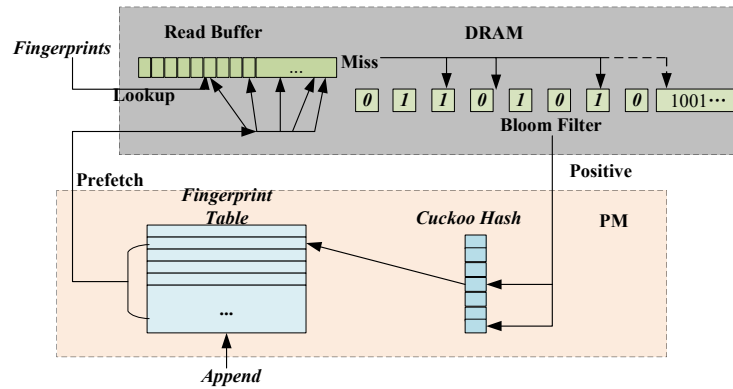 Read Buffer
DRAM
Fingerprints
Miss
...
Lookup
0 1 1 0 1 0 1 0 1001...
Bloom Filter
Prefetch
Positive
Fingerprint
Table
Cuckoo Hash
PM
...
Append